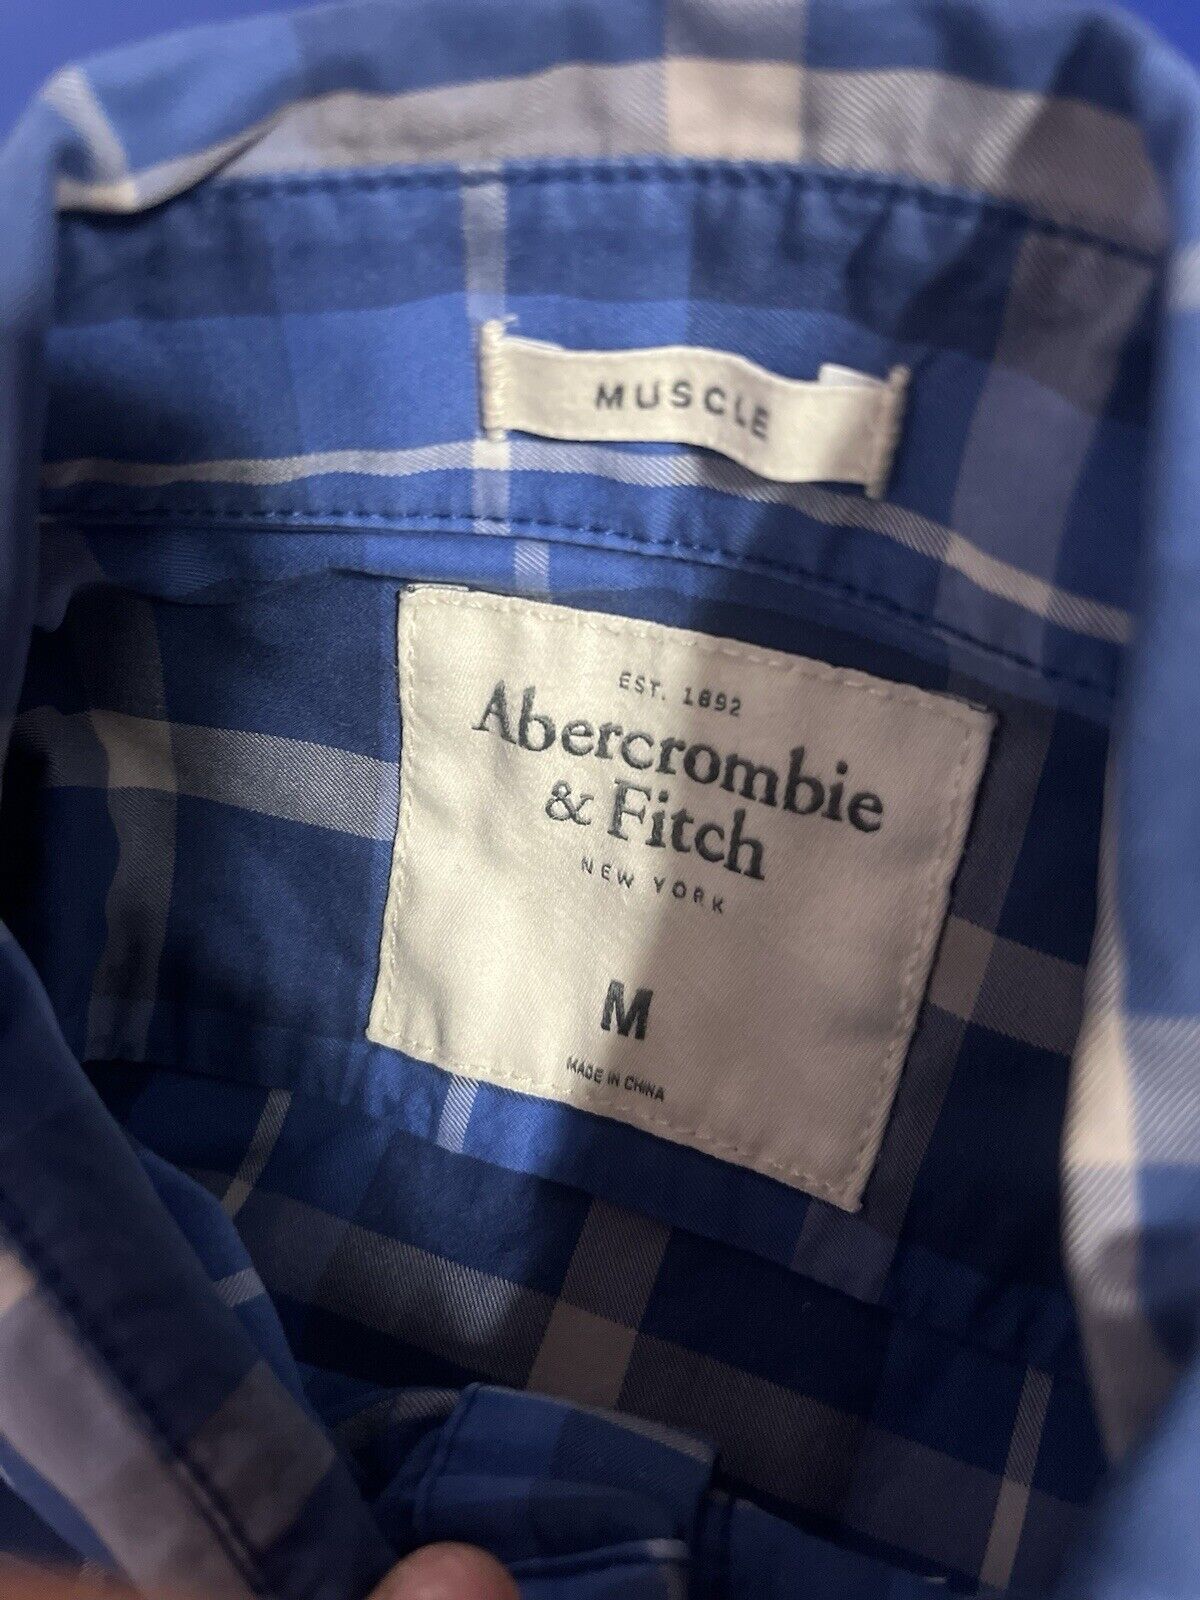 MUSCLE
EST. 1892
Abercrombie
& Fitch
NEW YORK
M
MADE IN CHINA